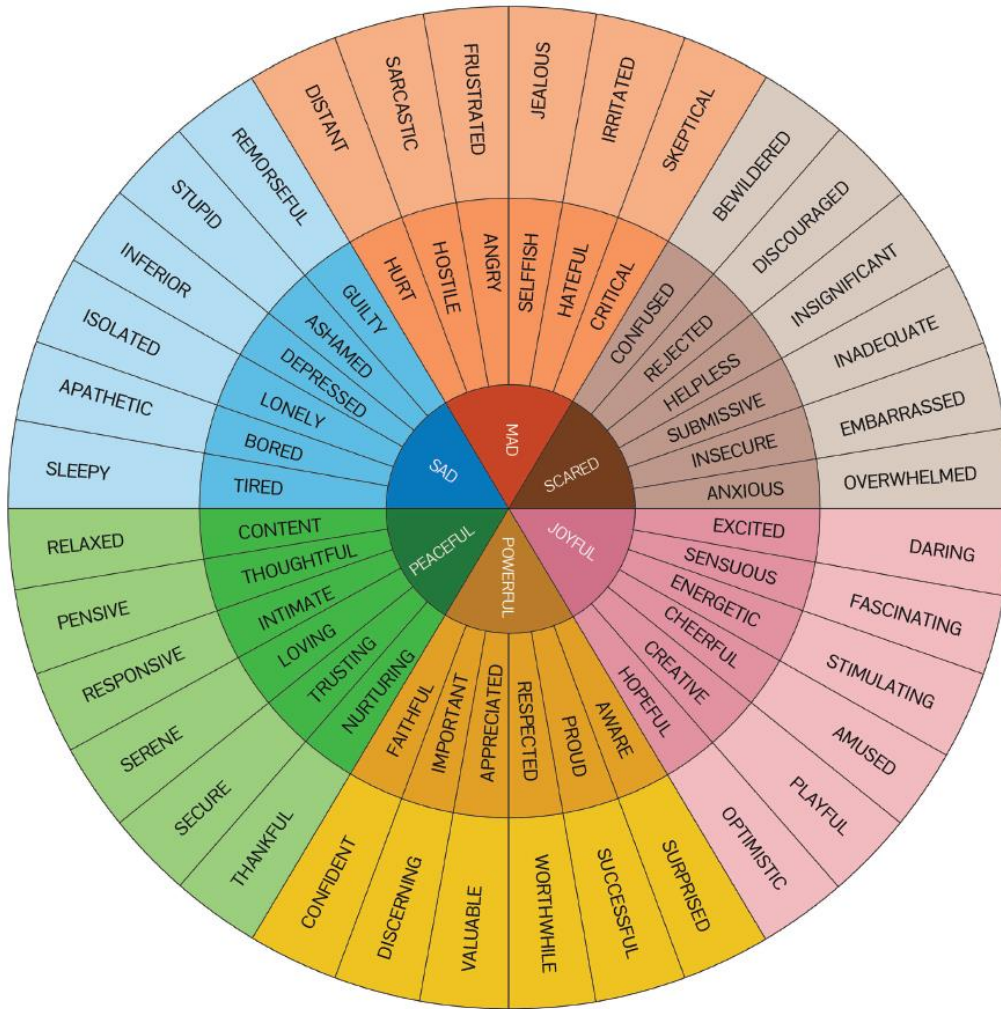 MAD
HURT
HOSTILE
ANGRY
SELFFISH
HATEFUL
CRITICAL
DISTANT
SARCASTIC
FRUSTRATED
JEALOUS
IRRITATED
SKEPTICAL
SCARED
CONFUSED
REJECTED
HELPLESS
SUBMISSIVE
INSECURE
ANXIOUS
BEWILDERED
DISCOURAGED
INSIGNIFICANT
INADEQUATE
EMBARRASSED
OVERWHELMED
JOYFUL
EXCITED
SENSUOUS
ENERGETIC
CHEERFUL
CREATIVE
HOPEFUL
DARING
FASCINATING
STIMULATING
AMUSED
PLAYFUL
OPTIMISTIC
POWERFUL
AWARE
PROUD
RESPECTED
APPRECIATED
IMPORTANT
FAITHFUL
SURPRISED
SUCCESSFUL
WORTHWHILE
VALUABLE
DISCERNING
CONFIDENT
PEACEFUL
NURTURING
TRUSTING
LOVING
INTIMATE
THOUGHTFUL
CONTENT
THANKFUL
SECURE
SERENE
RESPONSIVE
PENSIVE
RELAXED
SAD
TIRED
BORED
LONELY
DEPRESSED
ASHAMED
GUILTY
SLEEPY
APATHETIC
ISOLATED
INFERIOR
STUPID
REMORSEFUL